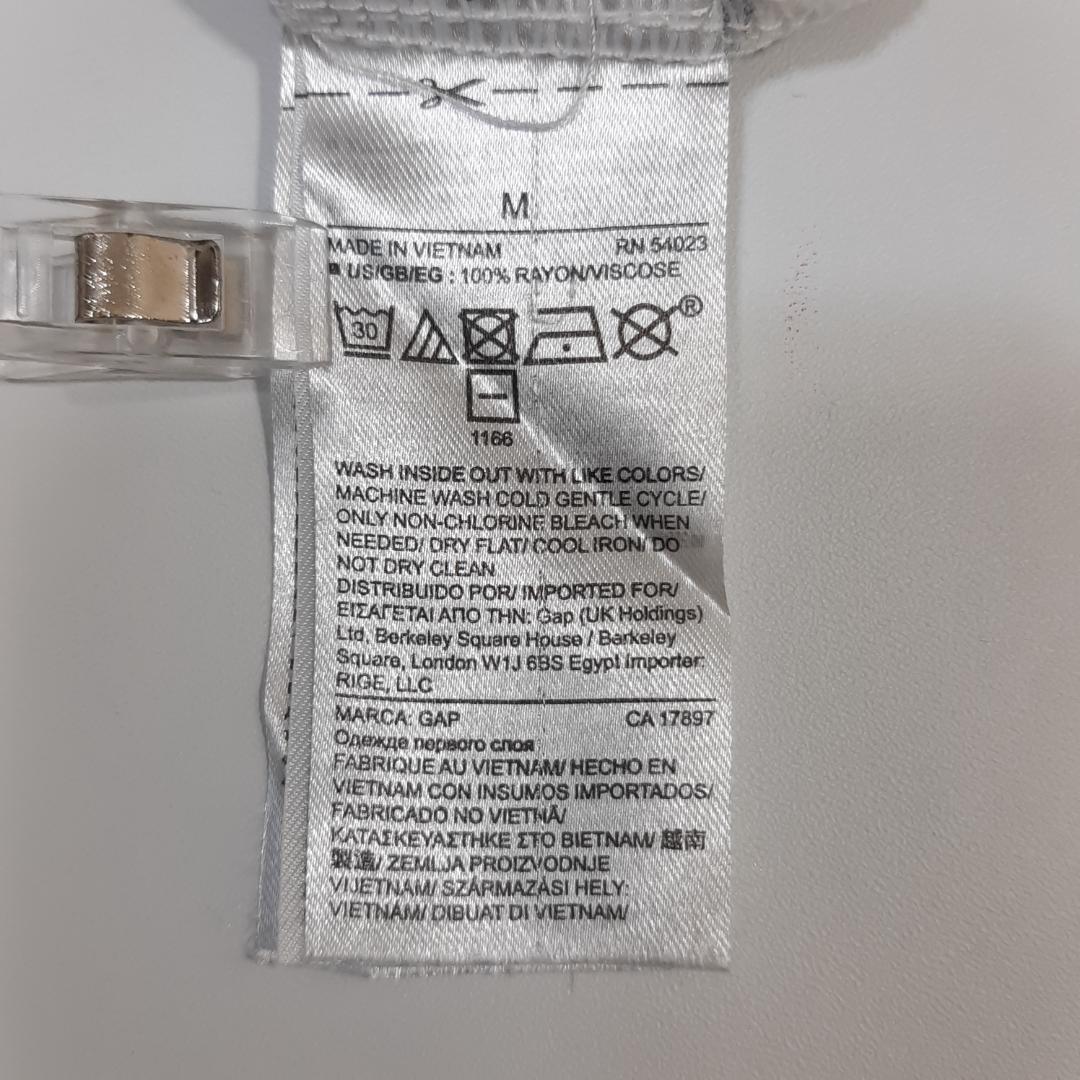 M
MADE IN VIETNAM RN 54023
US/GB/EG : 100% RAYON/VISCOSE
30
®
1166
WASH INSIDE OUT WITH LIKE COLORS/
MACHINE WASH COLD GENTLE CYCLE/
ONLY NON-CHLORINE BLEACH WHEN
NEEDED/ DRY FLAT/ COOL IRON/ DO
NOT DRY CLEAN
DISTRIBUIDO POR/ IMPORTED FOR/
ΕΙΣΑΓΕΤΑΙ ΑΠΟ ΤΗΝ: Gap (UK Holdings)
Ltd, Berkeley Square House / Berkeley
Square, London W1J 6BS Egypt Importer:
RIGE, LLC
MARCA: GAP CA 17897
Одежда первого слоя
FABRIQUE AU VIETNAM/ HECHO EN
VIETNAM CON INSUMOS IMPORTADOS/
FABRICADO NO VIETNÃ/
ΚΑΤΑΣΚΕΥΑΣΤΗΚΕ ΣΤΟ ΒΙΕΤΝΑΜ/ 越南
製造/ ZEMLJA PROIZVODNJE
VIJETNAM/ SZÁRMAZÁSI HELY:
VIETNAM/ DIBUAT DI VIETNAM/